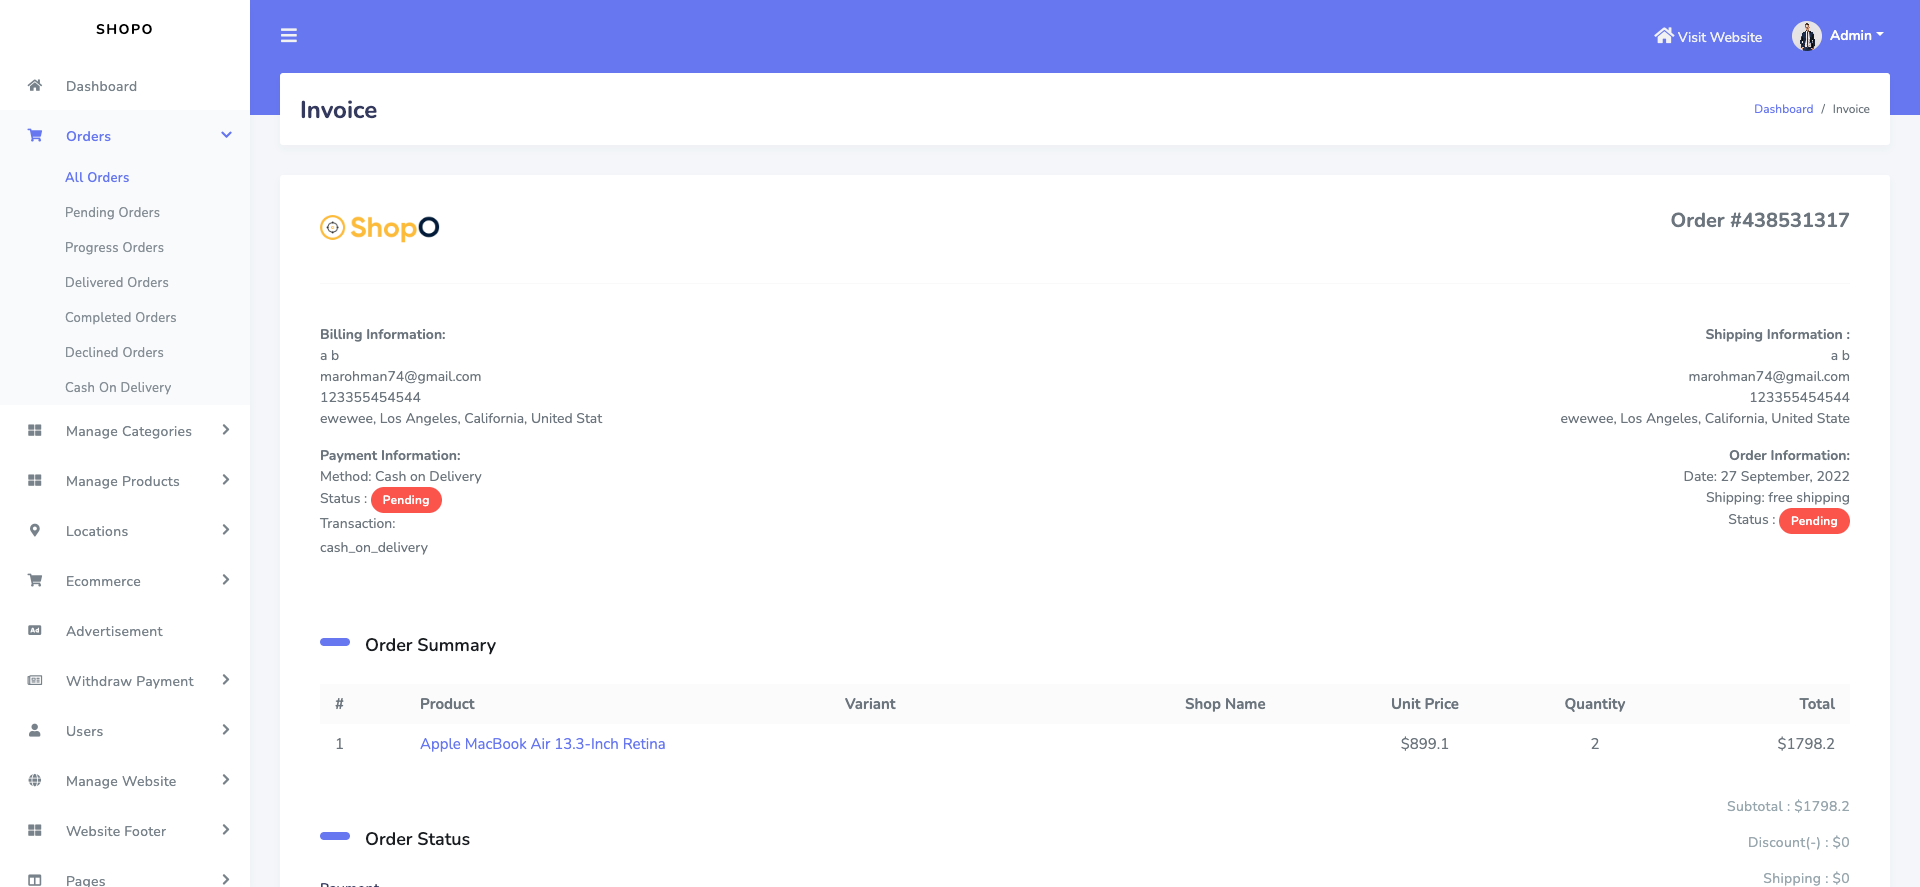 SHOPO
Visit Website
Admin
Dashboard
Orders
All Orders
Pending Orders
Progress Orders
Delivered Orders
Completed Orders
Declined Orders
Cash On Delivery
Manage Categories
Manage Products
Locations
Ecommerce
Ad
Advertisement
Withdraw Payment
Users
Manage Website
Website Footer
Pages
Invoice
Dashboard / Invoice
ShopO
Order #438531317
Billing Information:
a b
marohman74@gmail.com
123355454544
ewewee, Los Angeles, California, United Stat
Shipping Information :
a b
marohman74@gmail.com
123355454544
ewewee, Los Angeles, California, United State
Payment Information:
Method: Cash on Delivery
Status : Pending
Transaction:
cash_on_delivery
Order Information:
Date: 27 September, 2022
Shipping: free shipping
Status : Pending
Order Summary
# Product Variant Shop Name Unit Price Quantity Total
1 Apple MacBook Air 13.3-Inch Retina $899.1 2 $1798.2
Subtotal : $1798.2
Discount(-) : $0
Shipping : $0
Order Status
Payment